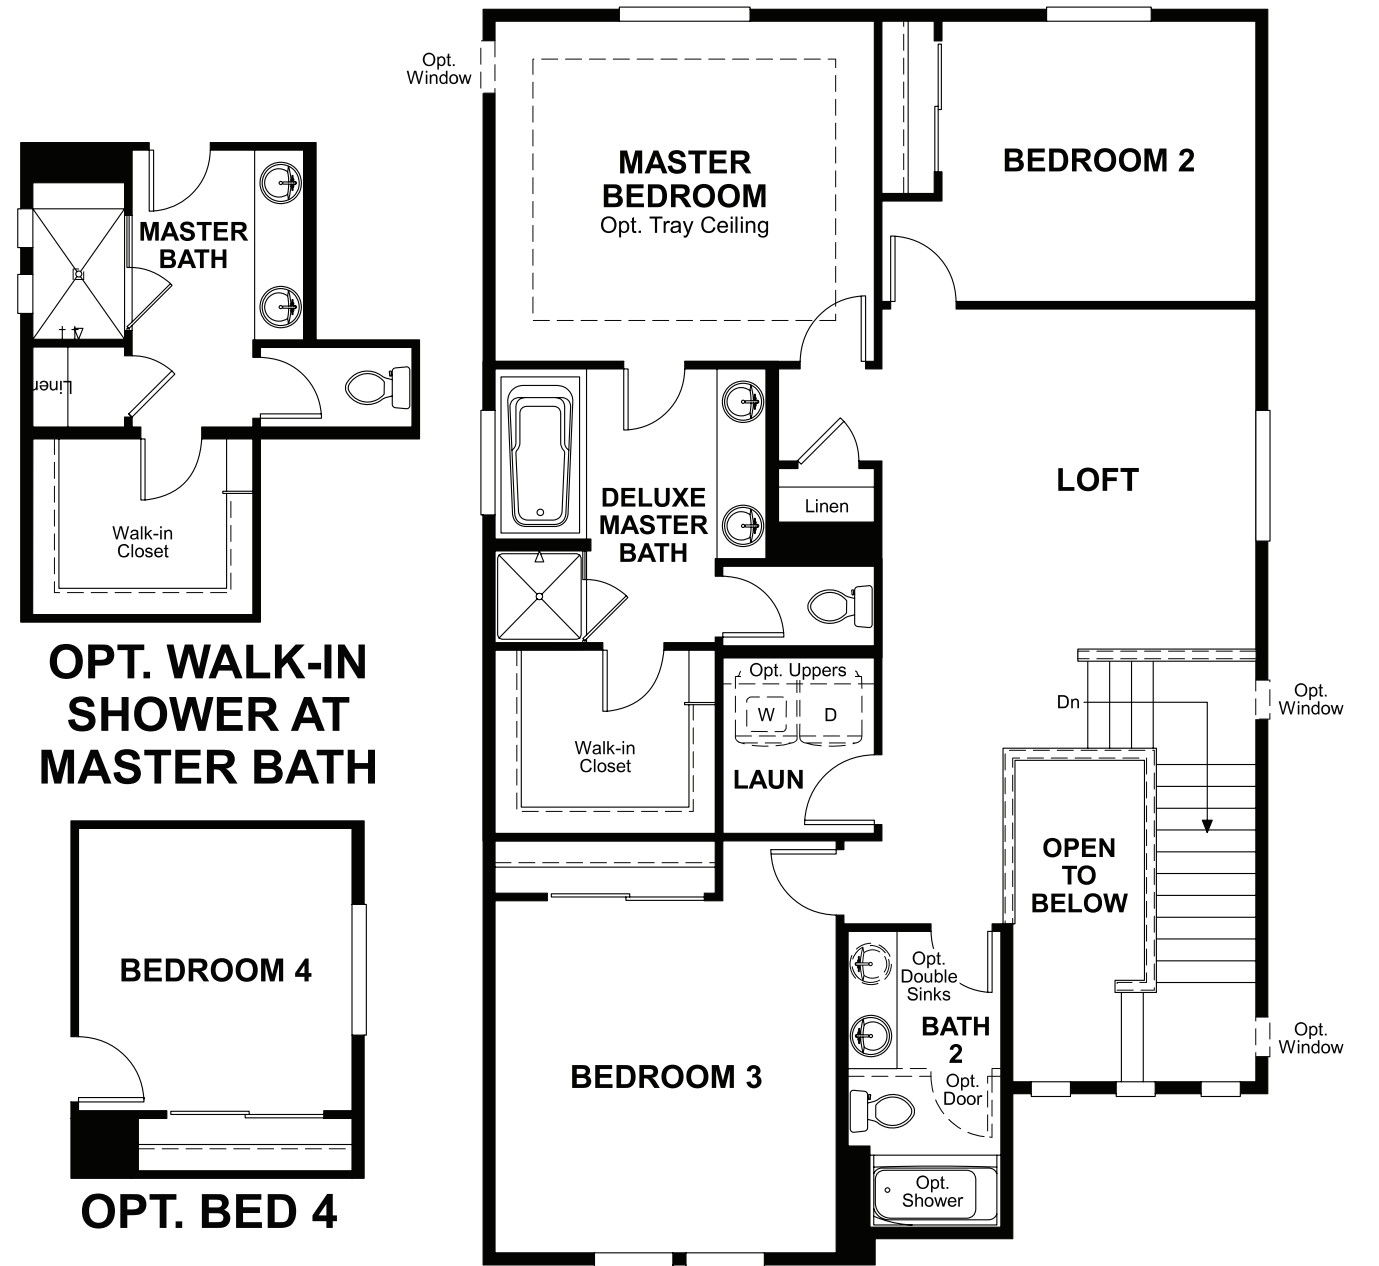 Opt.
Window
MASTER
BEDROOM
Opt. Tray Ceiling
BEDROOM 2
MASTER
BATH
Linen
Walk-in
Closet
OPT. WALK-IN
SHOWER AT
MASTER BATH
DELUXE
MASTER
BATH
Linen
LOFT
Opt. Uppers
W
D
LAUN
Walk-in
Closet
Dn
Opt.
Window
OPEN
TO
BELOW
BEDROOM 4
OPT. BED 4
BEDROOM 3
Opt.
Double
Sinks
BATH
2
Opt.
Door
Opt.
Shower
Opt.
Window